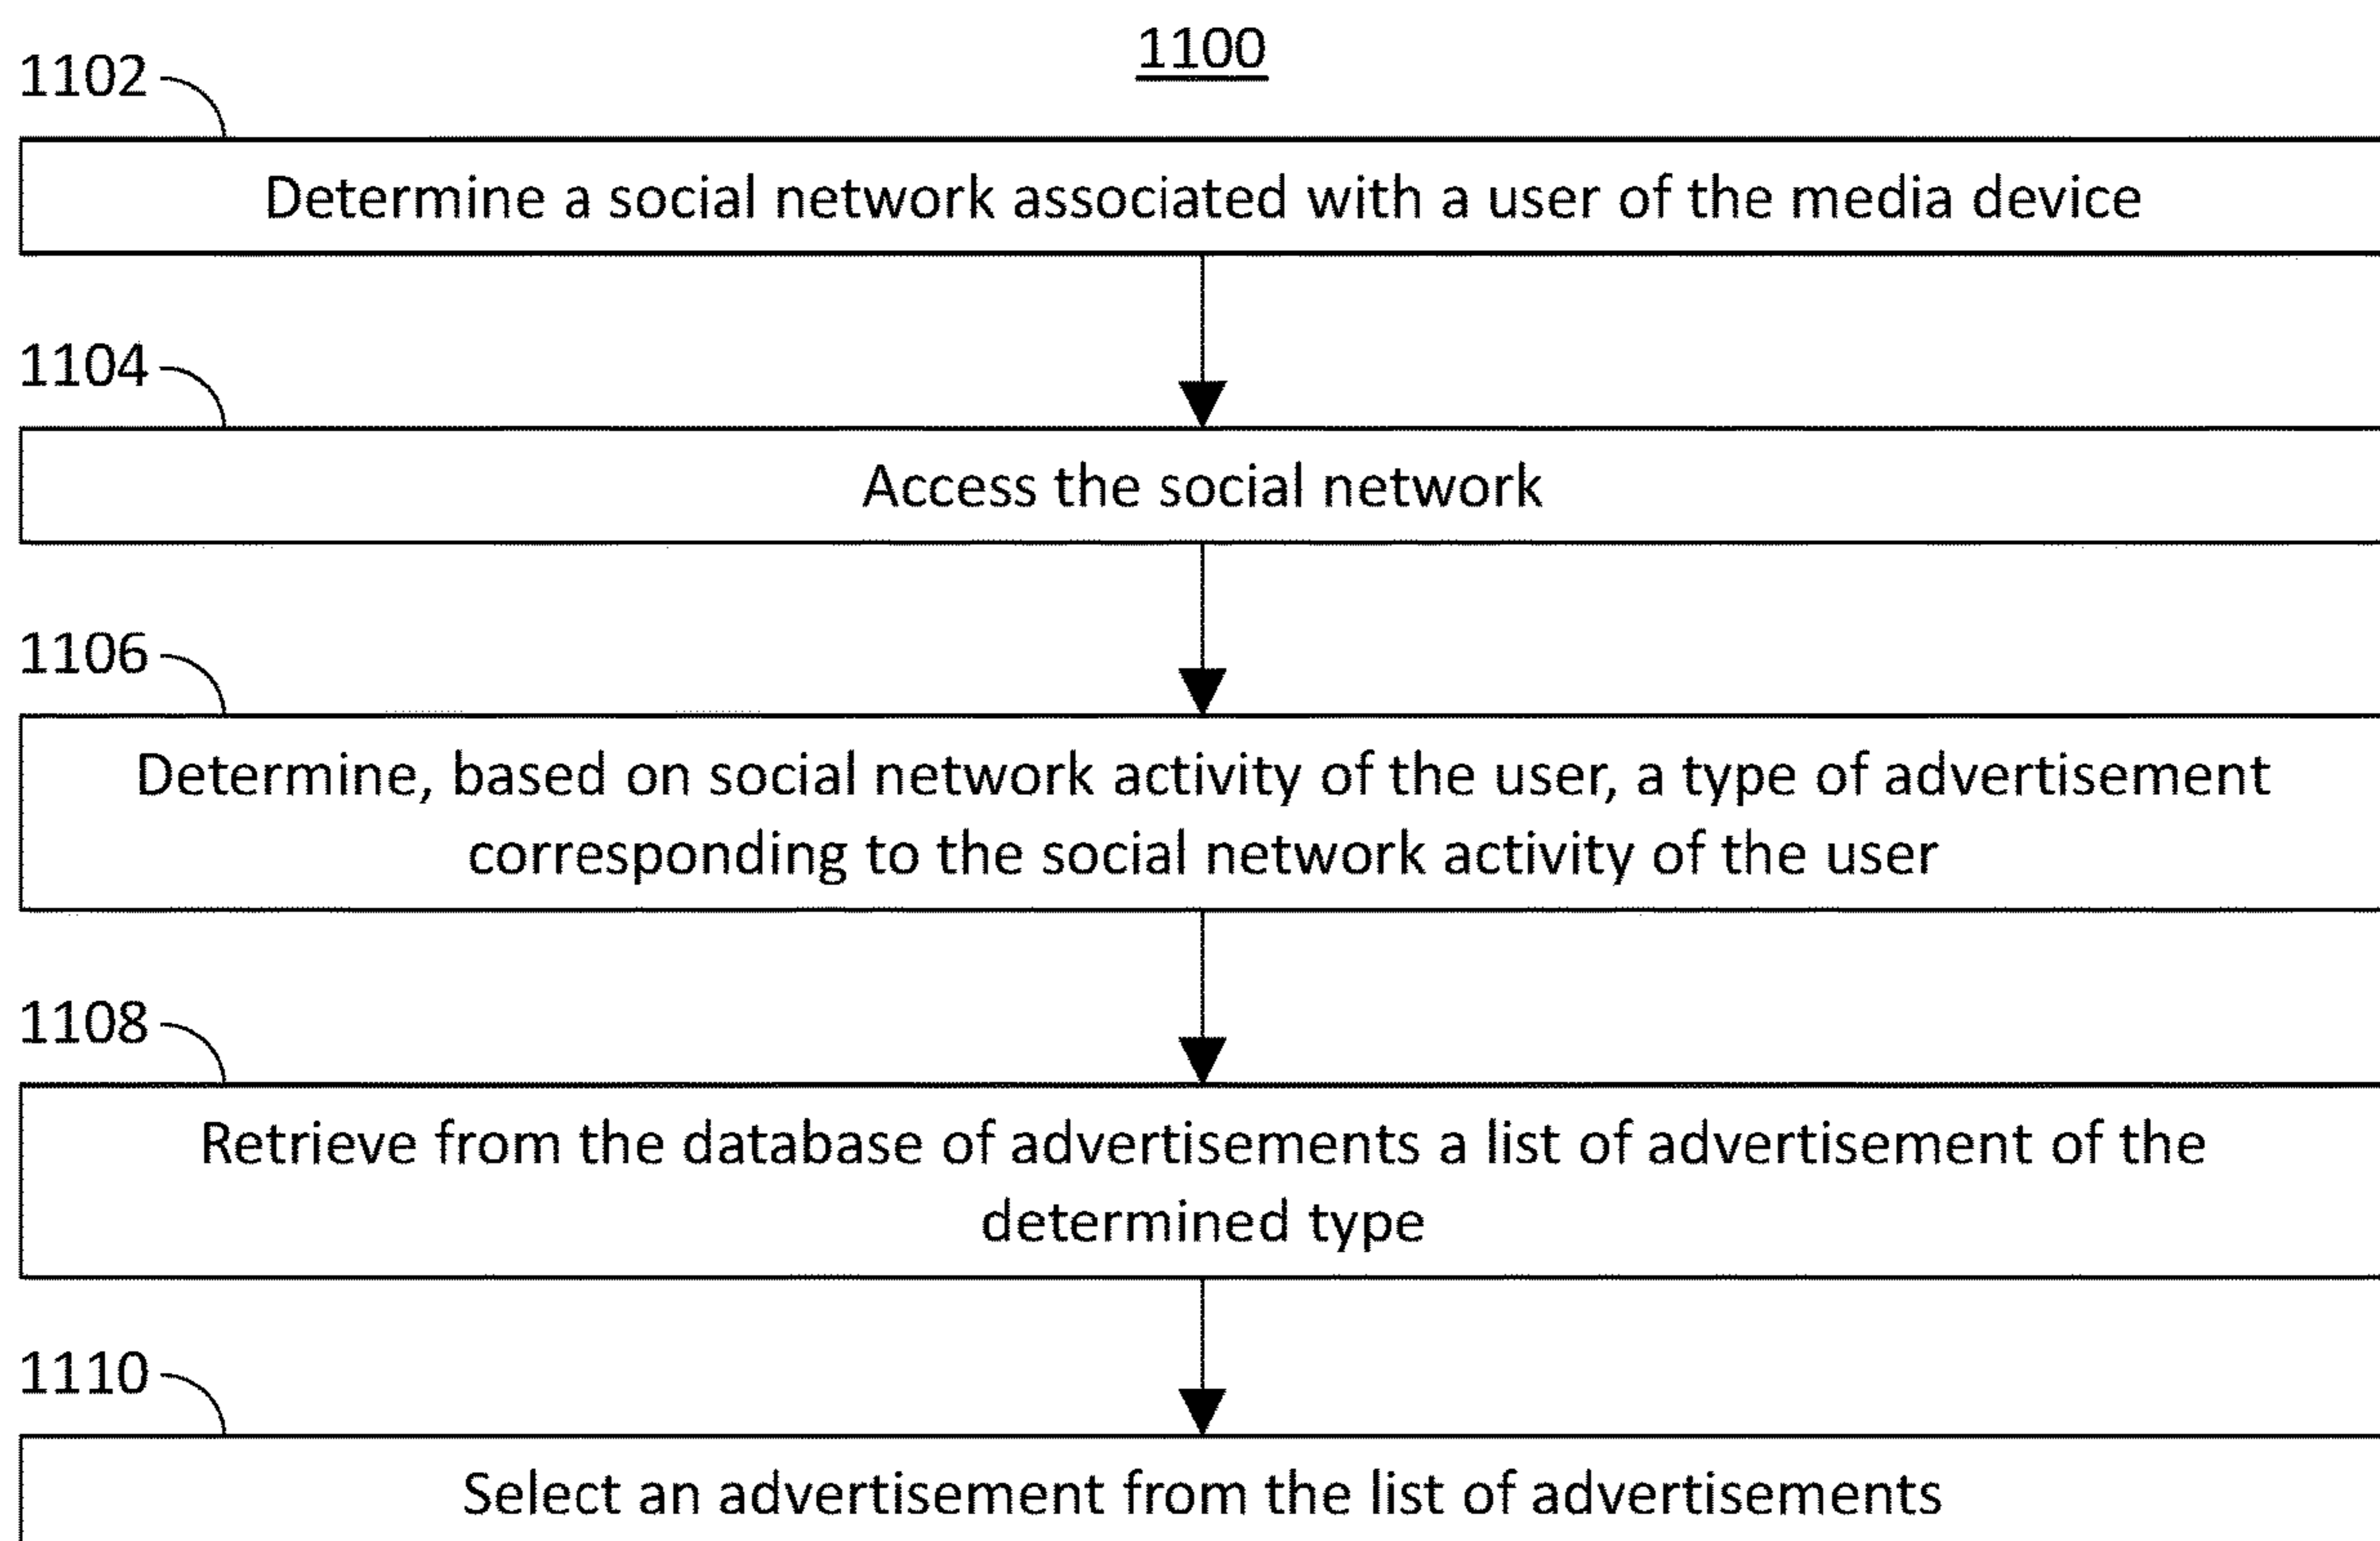 1100
1102
Determine a social network associated with a user of the media device
1104
Access the social network
1106
Determine, based on social network activity of the user, a type of advertisement
corresponding to the social network activity of the user
1108
Retrieve from the database of advertisements a list of advertisement of the
determined type
1110
Select an advertisement from the list of advertisements